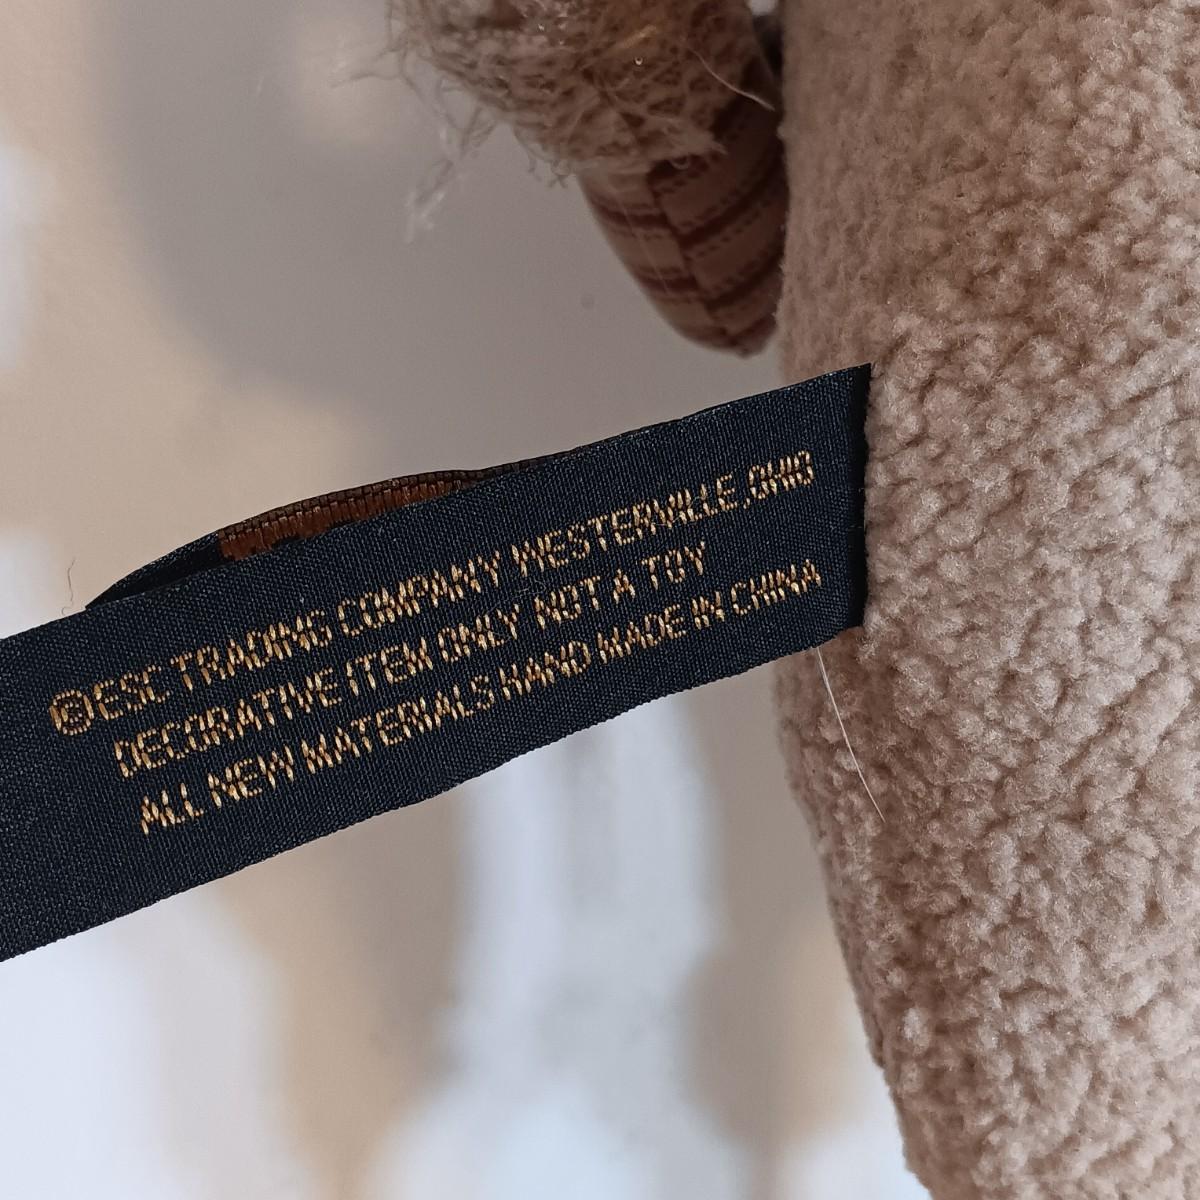 ©ESC TRADING COMPANY WESTERVILLE,OHIO
DECORATIVE ITEM ONLY NOT A TOY
ALL NEW MATERIALS HAND MADE IN CHINA